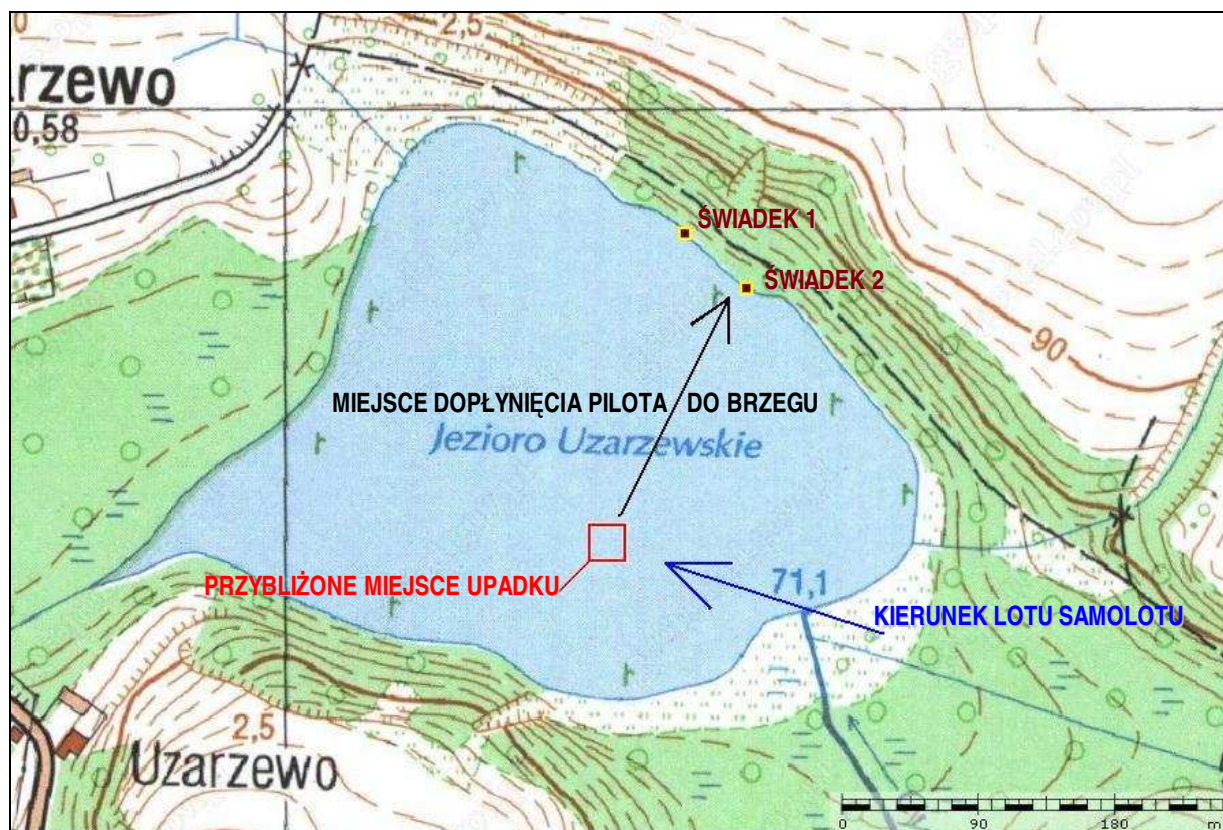 2,5
rzewo
0,58
ŚWIADEK 1
ŚWIADEK 2
90
MIEJSCE DOPŁYNIĘCIA PILOTA DO BRZEGU
Jezioro Uzarzewskie
PRZYBLIŻONE MIEJSCE UPADKU
71,1
KIERUNEK LOTU SAMOLOTU
2,5
Uzarzewo
0 90 180 m